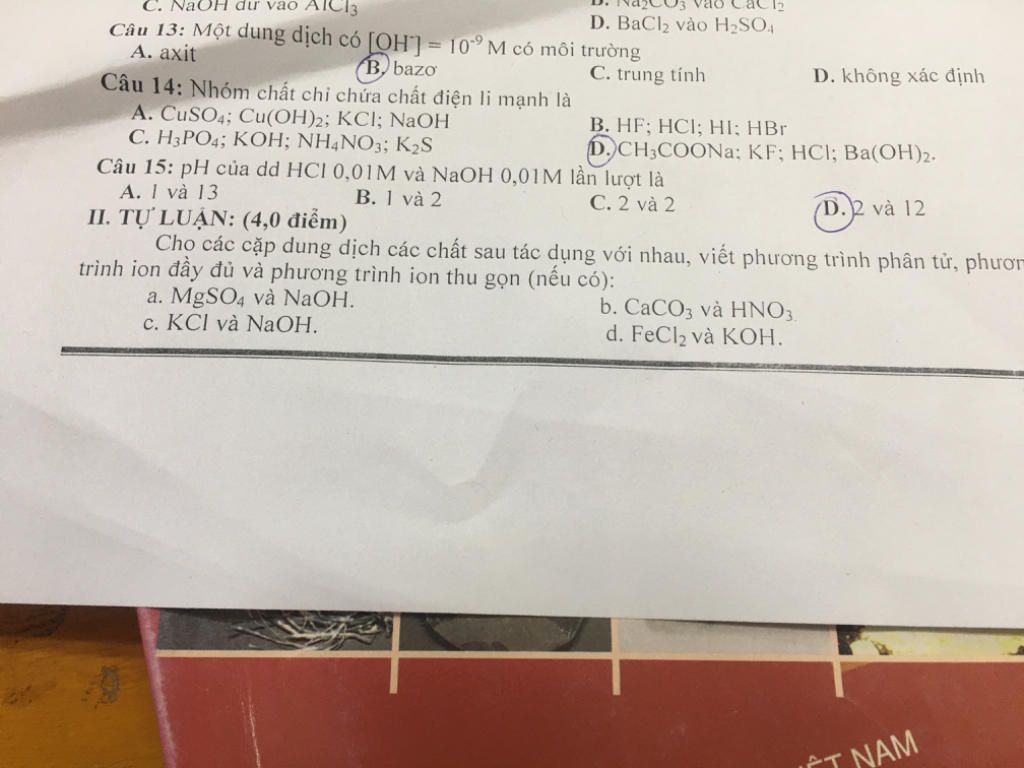 C. NaOH dư vào AlCl₃ D. Na₂CO₃ vào CaCl₂
D. BaCl₂ vào H₂SO₄
Câu 13: Một dung dịch có [OH⁻] = 10⁻⁹ M có môi trường
A. axit B. bazơ C. trung tính D. không xác định
Câu 14: Nhóm chất chỉ chứa chất điện li mạnh là
A. CuSO₄; Cu(OH)₂; KCl; NaOH B. HF; HCl; HI; HBr
C. H₃PO₄; KOH; NH₄NO₃; K₂S D. CH₃COONa; KF; HCl; Ba(OH)₂.
Câu 15: pH của dd HCl 0,01M và NaOH 0,01M lần lượt là
A. 1 và 13 B. 1 và 2 C. 2 và 2 D. 2 và 12
II. TỰ LUẬN: (4,0 điểm)
Cho các cặp dung dịch các chất sau tác dụng với nhau, viết phương trình phân tử, phươn
trình ion đầy đủ và phương trình ion thu gọn (nếu có):
a. MgSO₄ và NaOH. b. CaCO₃ và HNO₃.
c. KCl và NaOH. d. FeCl₂ và KOH.
IỆT NAM